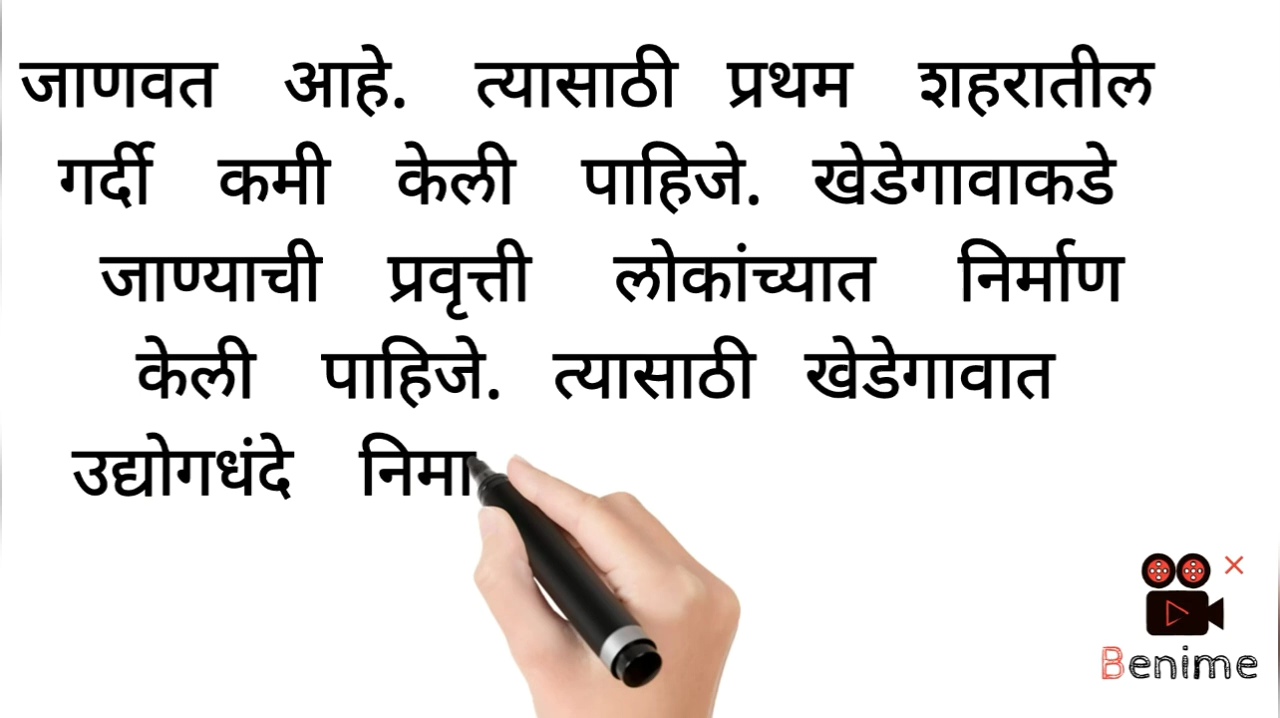 जाणवत आहे. त्यासाठी प्रथम शहरातील
गर्दी कमी केली पाहिजे. खेडेगावाकडे
जाण्याची प्रवृत्ती लोकांच्यात निर्माण
केली पाहिजे. त्यासाठी खेडेगावात
उद्योगधंदे निमा
Benime